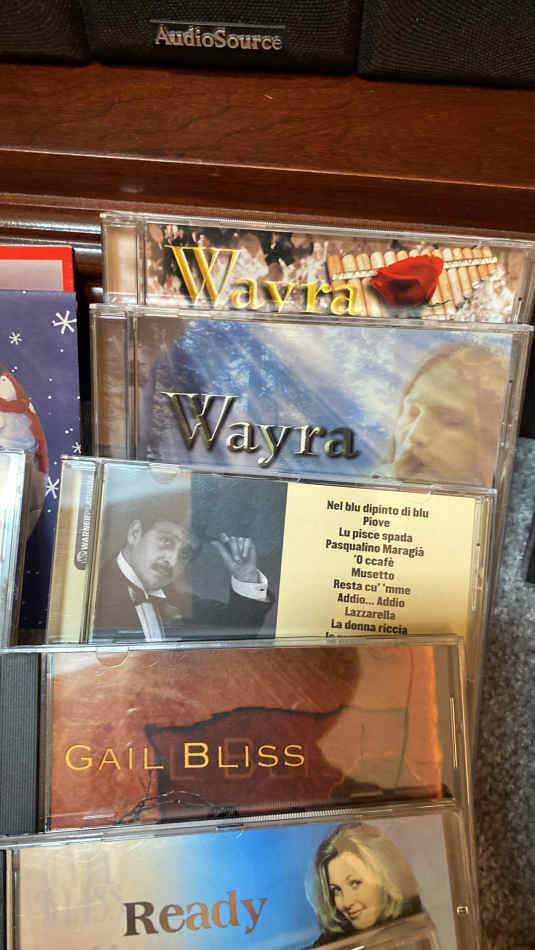 AudioSource
Wayra
Wayra
WARNER
Nel blu dipinto di blu
Piove
Lu pisce spada
Pasqualino Maragià
'O ccafè
Musetto
Resta cu' 'mme
Addio... Addio
Lazzarella
La donna riccia
GAIL BLISS
Ready